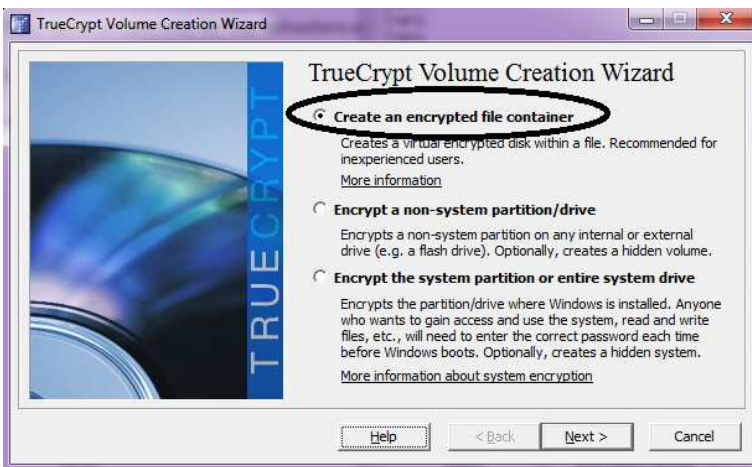 TrueCrypt Volume Creation Wizard
TRUECRYPT
TrueCrypt Volume Creation Wizard
Create an encrypted file container
Creates a virtual encrypted disk within a file. Recommended for
inexperienced users.
More information
Encrypt a non-system partition/drive
Encrypts a non-system partition on any internal or external
drive (e.g. a flash drive). Optionally, creates a hidden volume.
Encrypt the system partition or entire system drive
Encrypts the partition/drive where Windows is installed. Anyone
who wants to gain access and use the system, read and write
files, etc., will need to enter the correct password each time
before Windows boots. Optionally, creates a hidden system.
More information about system encryption
Help < Back Next > Cancel